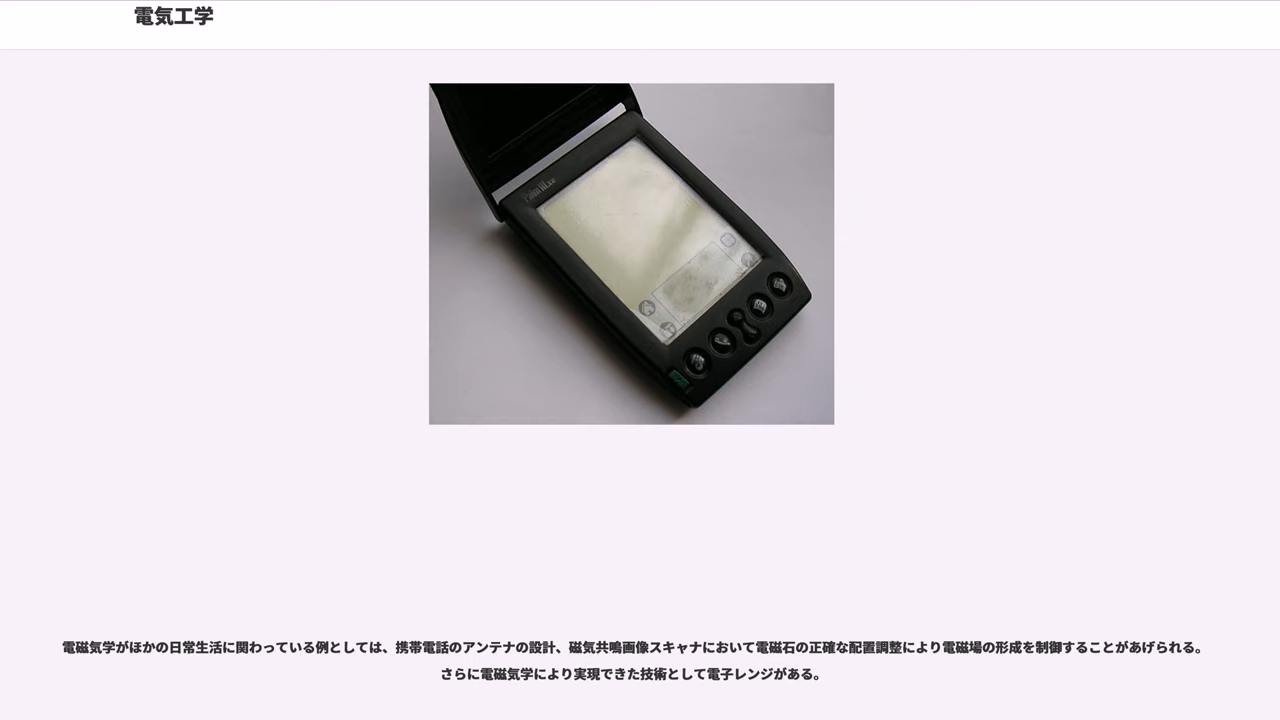 電気工学
電磁気学がほかの日常生活に関わっている例としては、携帯電話のアンテナの設計、磁気共鳴画像スキャナにおいて電磁石の正確な配置調整により電磁場の形成を制御することがあげられる。
さらに電磁気学により実現できた技術として電子レンジがある。